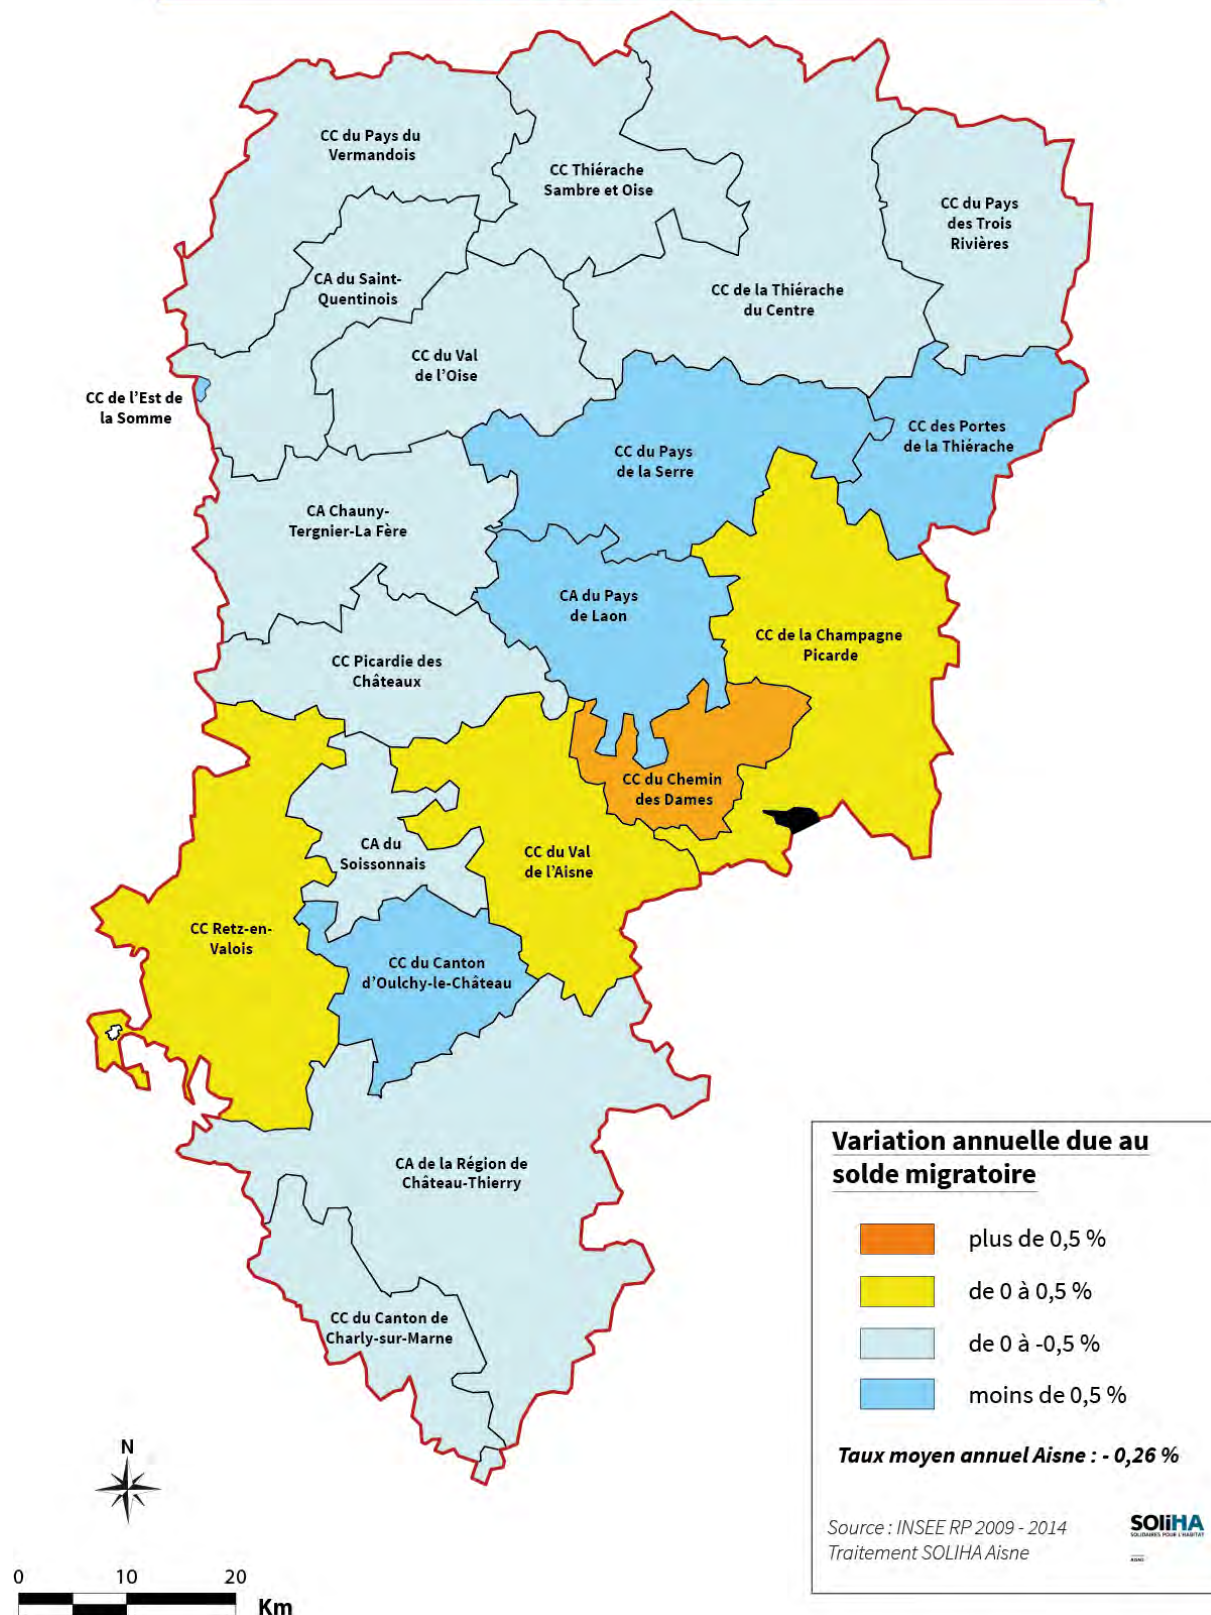 CC du Pays du
Vermandois
CC Thiérache
Sambre et Oise
CC du Pays
des Trois
Rivières
CA du Saint-
Quentinois
CC de la Thiérache
du Centre
CC du Val
de l'Oise
CC de l'Est de
la Somme
CC du Pays
de la Serre
CC des Portes
de la Thiérache
CA Chauny-
Tergnier-La Fère
CA du Pays
de Laon
CC de la Champagne
Picarde
CC Picardie des
Châteaux
CC du Chemin
des Dames
CA du
Soissonnais
CC du Val
de l'Aisne
CC Retz-en-
Valois
CC du Canton
d'Oulchy-le-Château
CA de la Région de
Château-Thierry
CC du Canton de
Charly-sur-Marne
Variation annuelle due au
solde migratoire
plus de 0,5 %
de 0 à 0,5 %
de 0 à -0,5 %
moins de 0,5 %
Taux moyen annuel Aisne : - 0,26 %
Source : INSEE RP 2009 - 2014
Traitement SOLIHA Aisne
SOLiHA
SOLIDAIRES POUR L'HABITAT
AISNE
N
0 10 20
Km